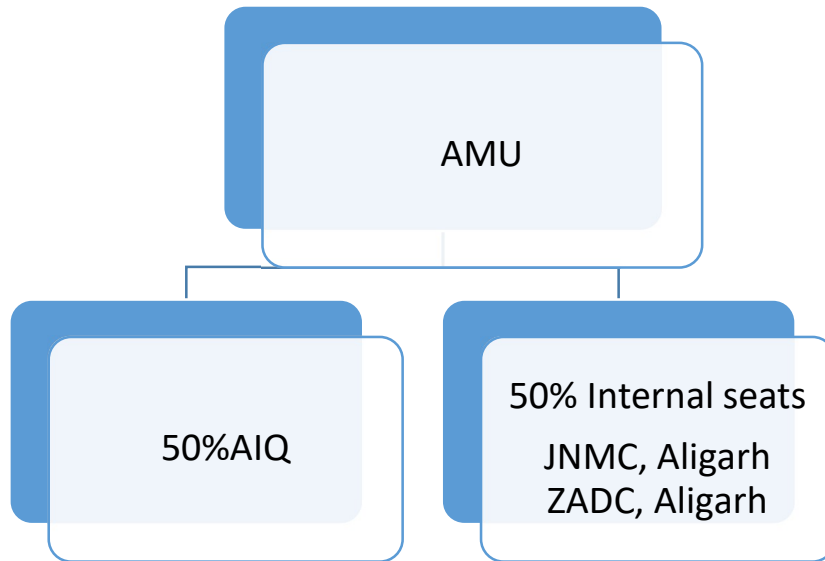 AMU
50%AIQ
50% Internal seats
JNMC, Aligarh
ZADC, Aligarh